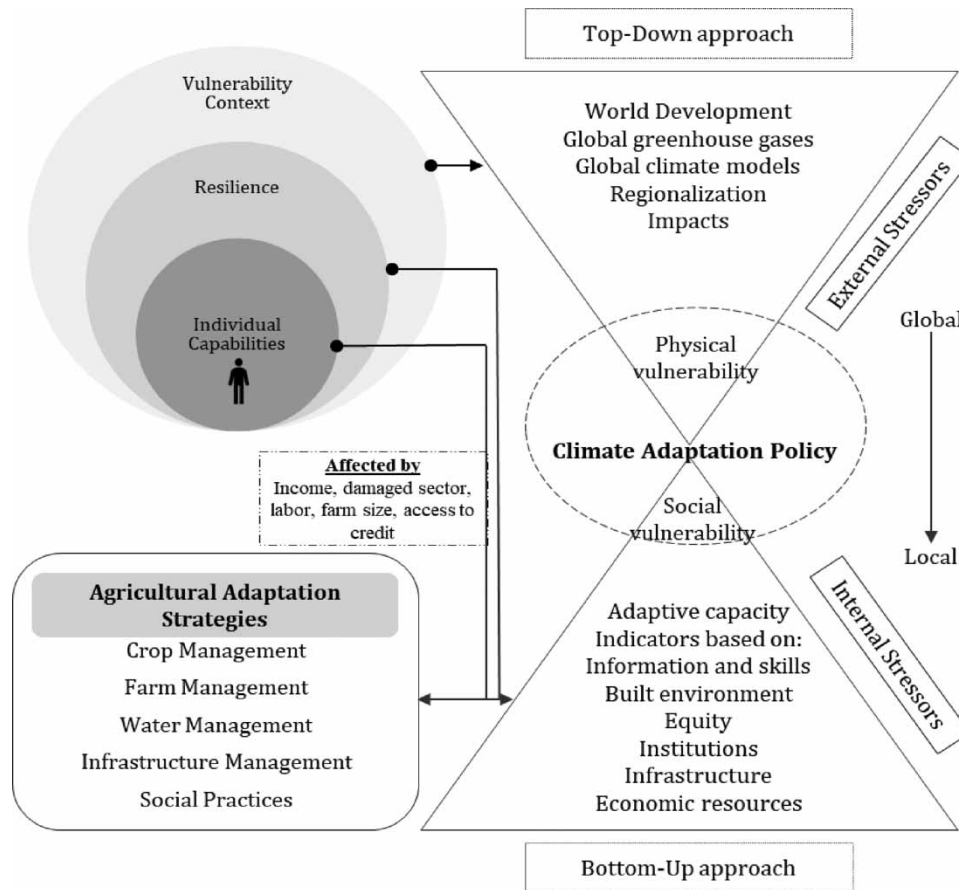 Top-Down approach
Vulnerability
Context
Resilience
Individual
Capabilities
World Development
Global greenhouse gases
Global climate models
Regionalization
Impacts
External Stressors
Global
Physical
vulnerability
Climate Adaptation Policy
Social
vulnerability
Local
Internal Stressors
Affected by
Income, damaged sector,
labor, farm size, access to
credit
Agricultural Adaptation
Strategies
Crop Management
Farm Management
Water Management
Infrastructure Management
Social Practices
Adaptive capacity
Indicators based on:
Information and skills
Built environment
Equity
Institutions
Infrastructure
Economic resources
Bottom-Up approach